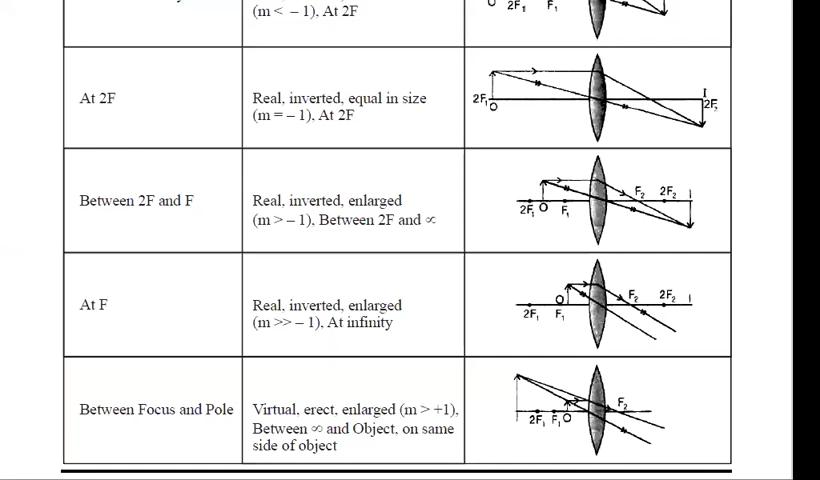 (m < – 1), At 2F
O 2F₁ F₁
At 2F
Real, inverted, equal in size
(m = – 1), At 2F
2F₁
O
I
2F₂
Between 2F and F
Real, inverted, enlarged
(m > – 1), Between 2F and ∞
2F₁ O F₁
F₂ 2F₂ I
At F
Real, inverted, enlarged
(m >> – 1), At infinity
O
2F₁ F₁
F₂ 2F₂ I
Between Focus and Pole
Virtual, erect, enlarged (m > +1),
Between ∞ and Object, on same
side of object
2F₁ F₁ O
F₂